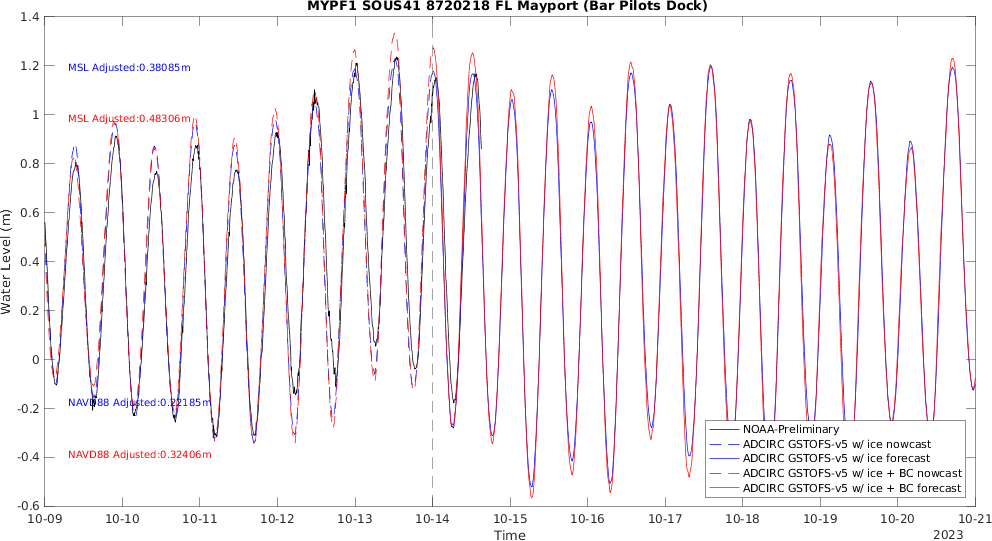 MYPF1 SOUS41 8720218 FL Mayport (Bar Pilots Dock)
1.4
1.2
1
0.8
0.6
0.4
0.2
0
-0.2
-0.4
-0.6
Water Level (m)
MSL Adjusted:0.38085m
MSL Adjusted:0.48306m
NAVD88 Adjusted:0.22185m
NAVD88 Adjusted:0.32406m
NOAA-Preliminary
ADCIRC GSTOFS-v5 w/ ice nowcast
ADCIRC GSTOFS-v5 w/ ice forecast
ADCIRC GSTOFS-v5 w/ ice + BC nowcast
ADCIRC GSTOFS-v5 w/ ice + BC forecast
10-09 10-10 10-11 10-12 10-13 10-14 10-15 10-16 10-17 10-18 10-19 10-20 10-21
Time
2023